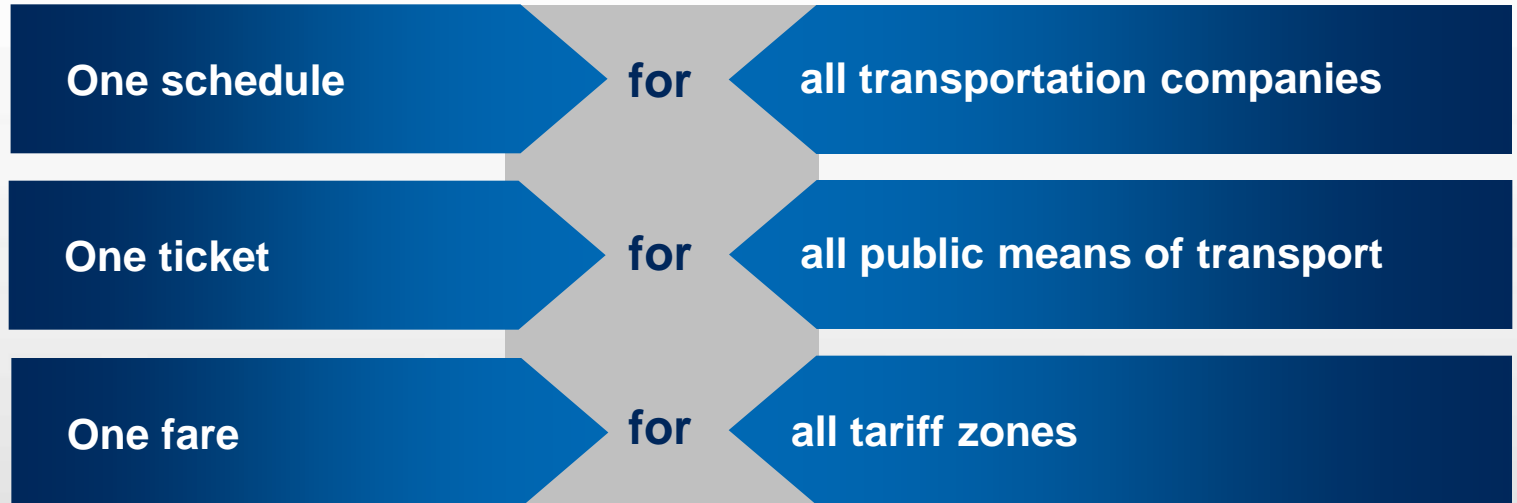 One schedule for all transportation companies
One ticket for all public means of transport
One fare for all tariff zones